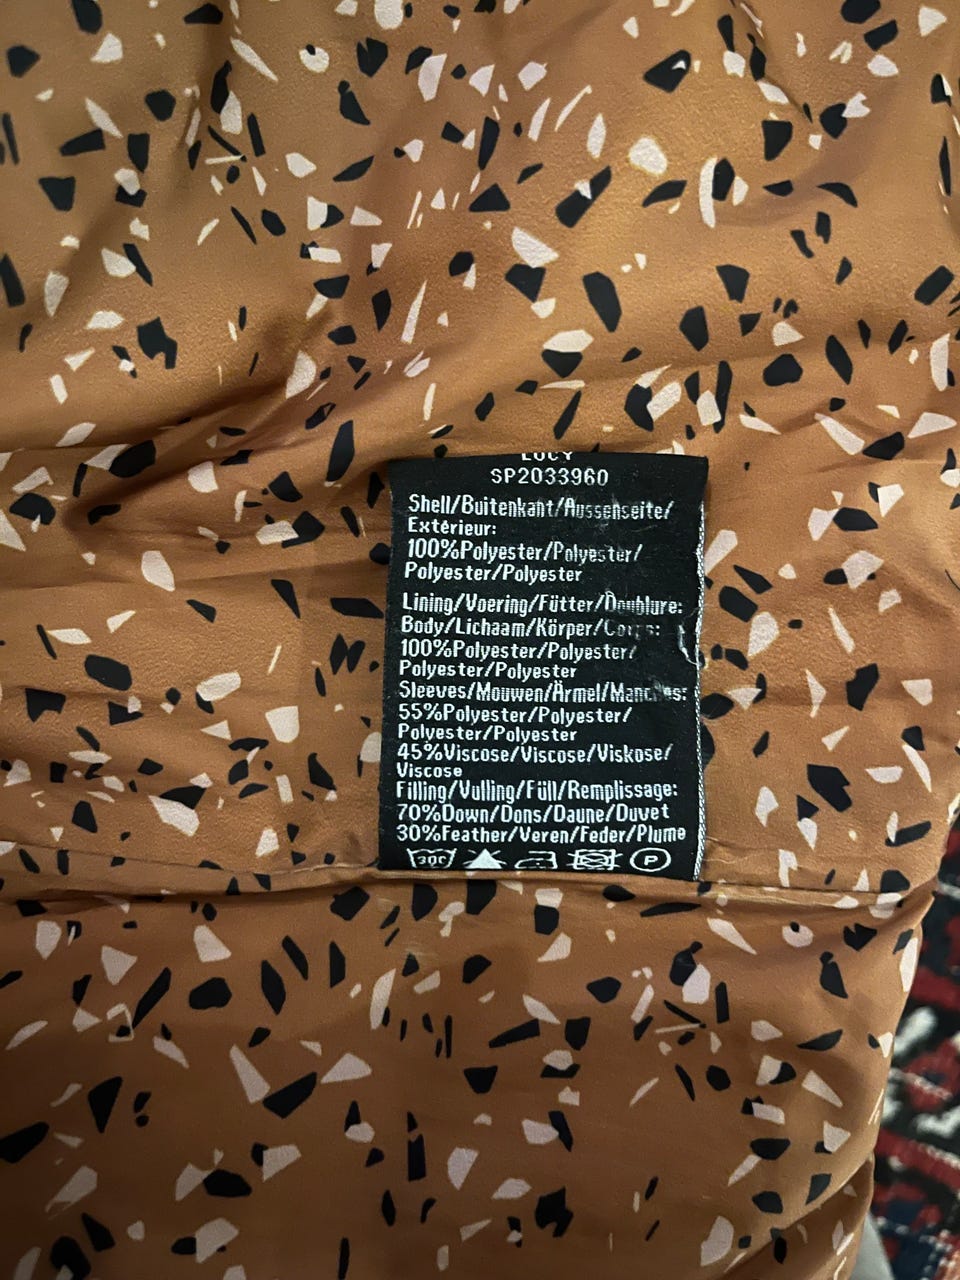 LUCY
SP2033960
Shell/Buitenkant/Aussenseite/
Extérieur:
100%Polyester/Polyester/
Polyester/Polyester
Lining/Voering/Fütter/Doublure:
Body/Lichaam/Körper/Corps:
100%Polyester/Polyester/
Polyester/Polyester
Sleeves/Mouwen/Ärmel/Manches:
55%Polyester/Polyester/
Polyester/Polyester
45%Viscose/Viscose/Viskose/
Viscose
Filling/Vulling/Füll/Remplissage:
70%Down/Dons/Daune/Duvet
30%Feather/Veren/Feder/Plume
30C P